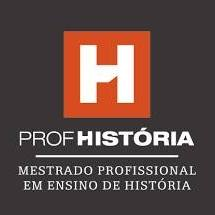 H
PROFHISTÓRIA
MESTRADO PROFISSIONAL
EM ENSINO DE HISTÓRIA